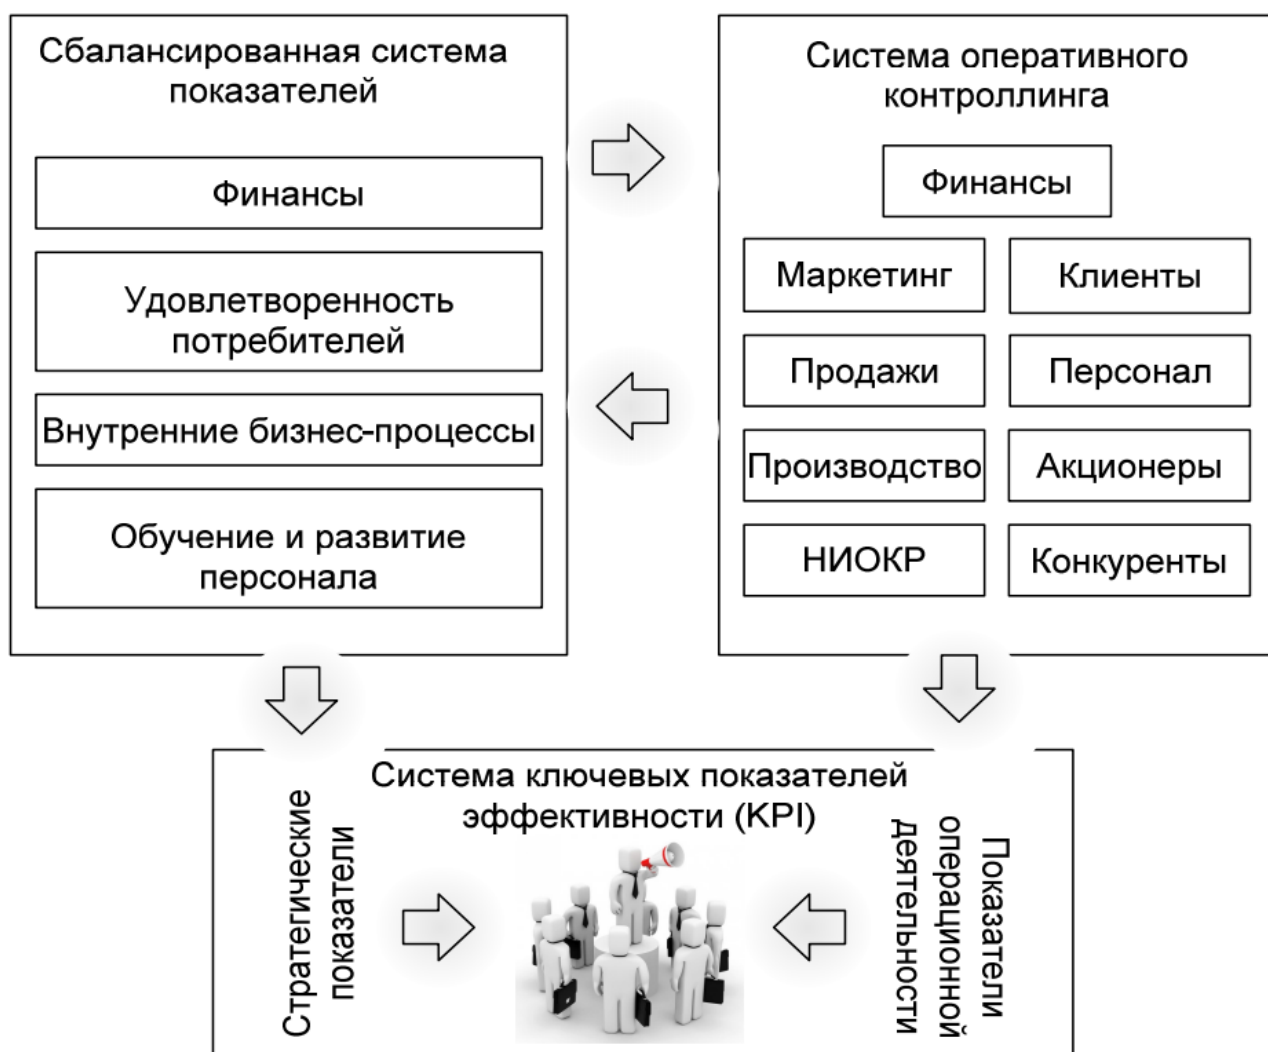 Сбалансированная система
показателей
Финансы
Удовлетворенность
потребителей
Внутренние бизнес-процессы
Обучение и развитие
персонала
Система оперативного
контроллинга
Финансы
Маркетинг
Клиенты
Продажи
Персонал
Производство
Акционеры
НИОКР
Конкуренты
Система ключевых показателей
эффективности (KPI)
Стратегические
показатели
Показатели
операционной
деятельности